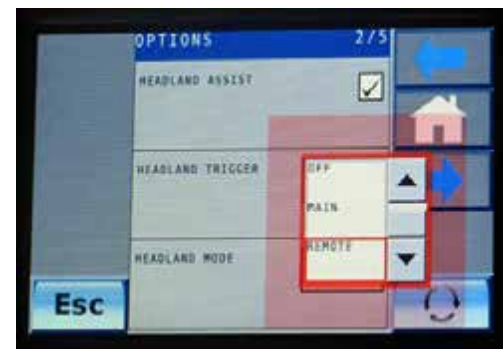 OPTIONS 2/5
HEADLAND ASSIST
HEADLAND TRIGGER
OFF
MAIN
REMOTE
HEADLAND MODE
Esc